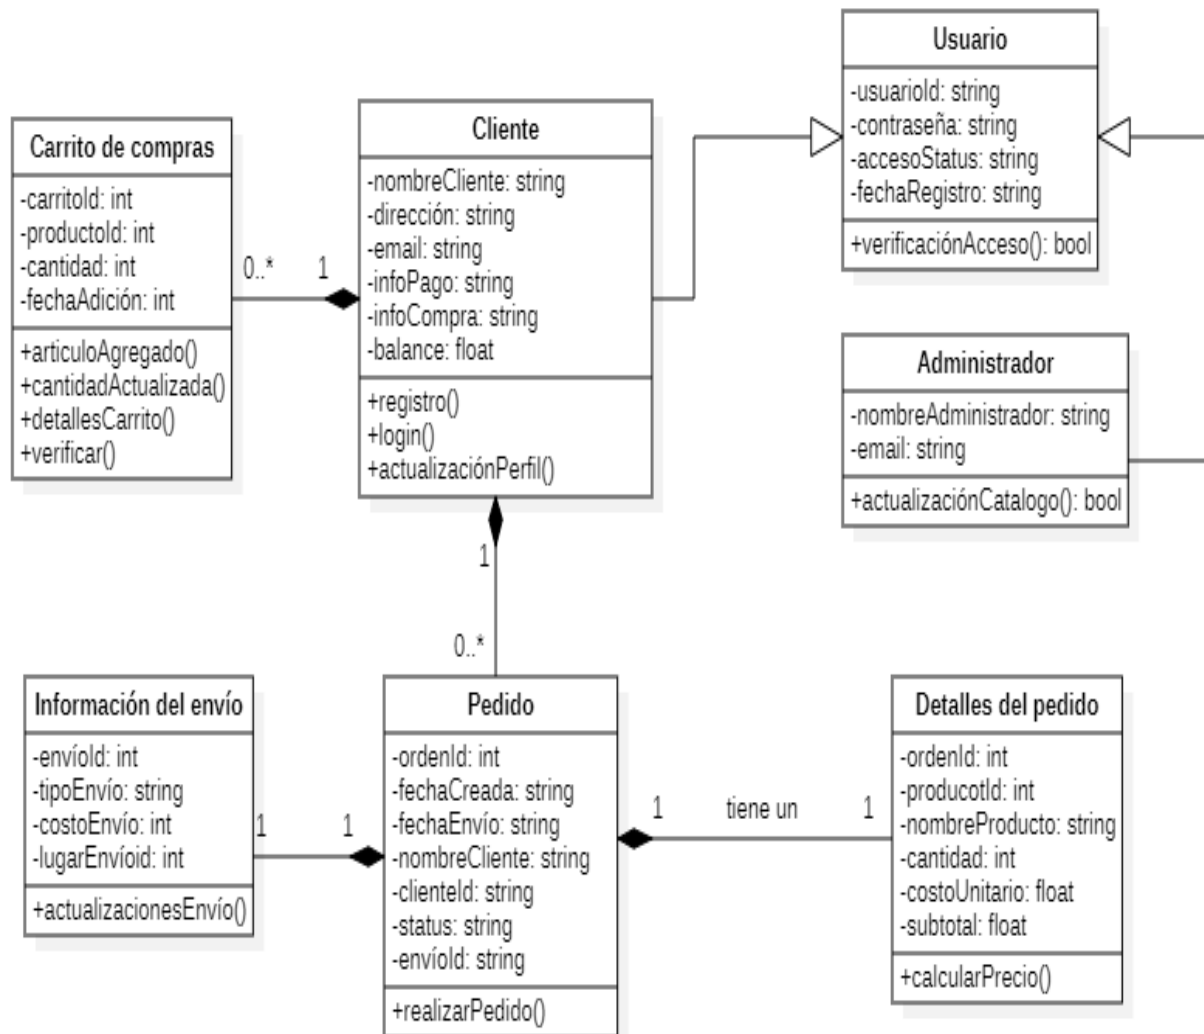 Usuario
-usuarioId: string
-contraseña: string
-accesoStatus: string
-fechaRegistro: string
+verificaciónAcceso(): bool
Cliente
-nombreCliente: string
-dirección: string
-email: string
-infoPago: string
-infoCompra: string
-balance: float
+registro()
+login()
+actualizaciónPerfil()
Carrito de compras
-carritoId: int
-productoId: int
-cantidad: int
-fechaAdición: int
+articuloAgregado()
+cantidadActualizada()
+detallesCarrito()
+verificar()
0..*
1
Administrador
-nombreAdministrador: string
-email: string
+actualizaciónCatalogo(): bool
1
0..*
Información del envío
-envíoId: int
-tipoEnvío: string
-costoEnvío: int
-lugarEnvíoid: int
+actualizacionesEnvío()
1
1
Pedido
-ordenId: int
-fechaCreada: string
-fechaEnvío: string
-nombreCliente: string
-clienteId: string
-status: string
-envíoId: string
+realizarPedido()
1
tiene un
1
Detalles del pedido
-ordenId: int
-producotId: int
-nombreProducto: string
-cantidad: int
-costoUnitario: float
-subtotal: float
+calcularPrecio()